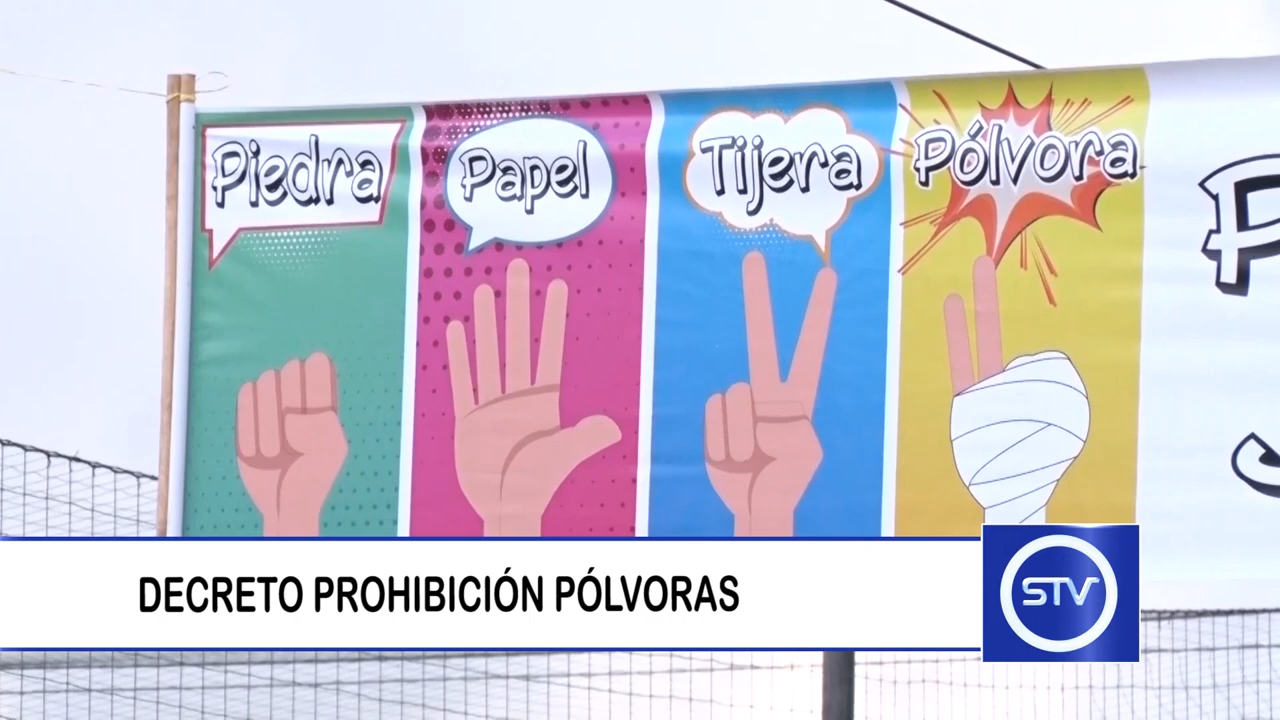 Piedra
Papel
Tijera
Pólvora
DECRETO PROHIBICIÓN PÓLVORAS
STV